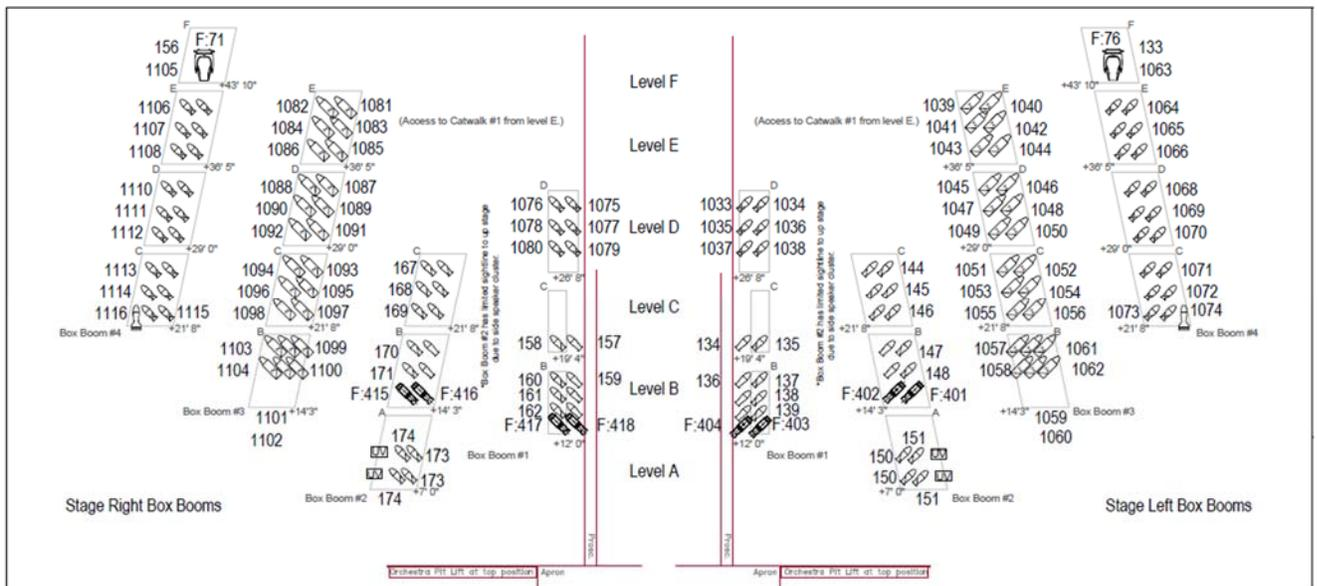 F
F:71
156
1105
+43' 10"
E
1106
1107
1108
+36' 5"
D
1110
1111
1112
+29' 0"
C
1113
1114
1116
1115
+21' 8"
Box Boom #4
E
1082 1081
1084 1083
1086 1085
+36' 5"
D
1088 1087
1090 1089
1092 1091
+29' 0"
C
1094 1093
1096 1095
1098 1097
+21' 8"
B
1103 1099
1104 1100
Box Boom #3
+14'3"
1101
1102
C
167
168
169
+21' 8"
B
170
171
F:415 F:416
+14' 3"
A
174
UV
173
UV
173
+7' 0"
Box Boom #2
174
(Access to Catwalk #1 from level E.)
*Box Boom #2 has limited sightline to up stage
due to side speaker cluster.
D
1076 1075
1078 1077
1080 1079
+26' 8"
C
158 157
+19' 4"
B
160 159
161
162
F:417 F:418
+12' 0"
Box Boom #1
Level F
Level E
Level D
Level C
Level B
Level A
(Access to Catwalk #1 from level E.)
D
1033 1034
1035 1036
1037 1038
+26' 8"
C
134 135
+19' 4"
B
136 137
138
139
F:404 F:403
+12' 0"
Box Boom #1
*Box Boom #2 has limited sightline to up stage
due to side speaker cluster.
C
144
145
146
+21' 8"
B
147
148
F:402 F:401
+14' 3"
A
151
150
UV
150
UV
+7' 0"
151
Box Boom #2
E
1039 1040
1041 1042
1043 1044
+36' 5"
D
1045 1046
1047 1048
1049 1050
+29' 0"
C
1051 1052
1053 1054
1055 1056
+21' 8"
B
1057 1061
1058 1062
+14'3"
Box Boom #3
1059
1060
F
F:76
133
1063
+43' 10"
E
1064
1065
1066
+36' 5"
D
1068
1069
1070
+29' 0"
C
1071
1072
1073 1074
+21' 8"
Box Boom #4
Stage Right Box Booms
Stage Left Box Booms
Prosc.
Prosc.
Orchestra Pit Lift at top position
Apron
Apron
Orchestra Pit Lift at top position